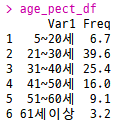 > age_pect_df
Var1 Freq
1 5~20세 6.7
2 21~30세 39.6
3 31~40세 25.4
4 41~50세 16.0
5 51~60세 9.1
6 61세이상 3.2